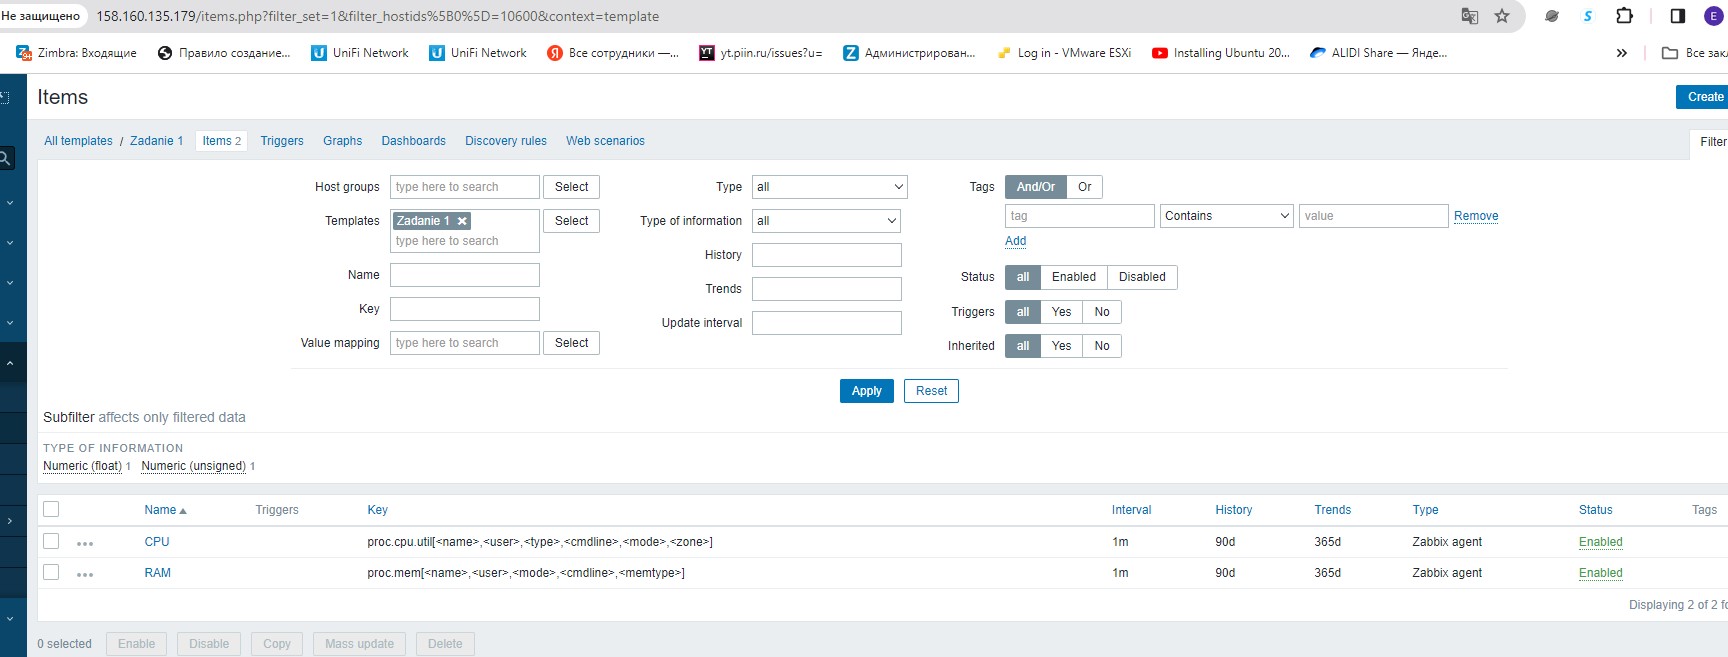 Не защищено 158.160.135.179/items.php?filter_set=1&filter_hostids%5B0%5D=10600&context=template
Zimbra: Входящие Правило создание... UniFi Network UniFi Network Все сотрудники —... yt.piin.ru/issues?u= Администрирован... Log in - VMware ESXi Installing Ubuntu 20... ALIDI Share — Янде... » Все закл
Items
Create
All templates / Zadanie 1 Items 2 Triggers Graphs Dashboards Discovery rules Web scenarios
Filter
Host groups type here to search Select Type all Tags And/Or Or
Templates Zadanie 1 Select Type of information all tag Contains value Remove
type here to search Add
History
Name Status all Enabled Disabled
Trends
Key Triggers all Yes No
Update interval
Value mapping type here to search Select Inherited all Yes No
Apply Reset
Subfilter affects only filtered data
TYPE OF INFORMATION
Numeric (float) 1 Numeric (unsigned) 1
Name Triggers Key Interval History Trends Type Status Tags
CPU proc.cpu.util[<name>,<user>,<type>,<cmdline>,<mode>,<zone>] 1m 90d 365d Zabbix agent Enabled
RAM proc.mem[<name>,<user>,<mode>,<cmdline>,<memtype>] 1m 90d 365d Zabbix agent Enabled
Displaying 2 of 2 fo
0 selected Enable Disable Copy Mass update Delete